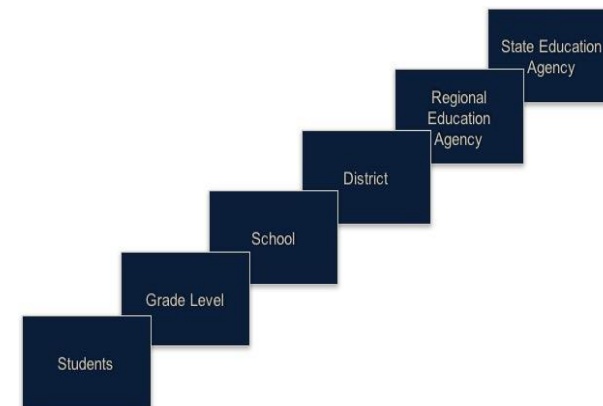 State Education
Agency
Regional
Education
Agency
District
School
Grade Level
Students